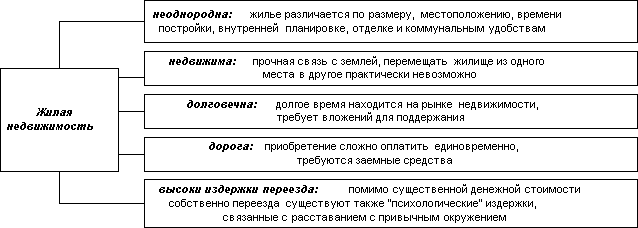 Жилая
недвижимость
неоднородна: жилье различается по размеру, местоположению, времени
постройки, внутренней планировке, отделке и коммунальным удобствам
недвижима: прочная связь с землей, перемещать жилище из одного
места в другое практически невозможно
долговечна: долгое время находится на рынке недвижимости,
требует вложений для поддержания
дорога: приобретение сложно оплатить единовременно,
требуются заемные средства
высоки издержки переезда: помимо существенной денежной стоимости
собственно переезда существуют также "психологические" издержки,
связанные с расставанием с привычным окружением